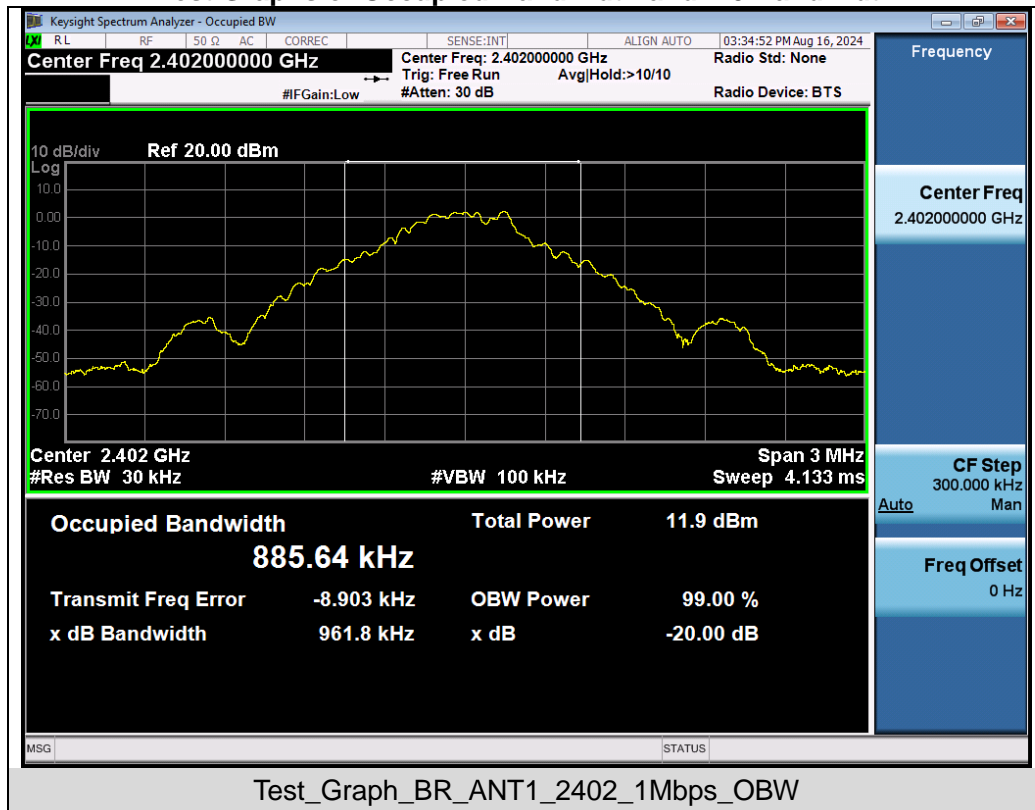 Keysight Spectrum Analyzer - Occupied BW
LXI RL RF 50 Ω AC CORREC SENSE:INT ALIGN AUTO 03:34:52 PM Aug 16, 2024
Center Freq 2.402000000 GHz
Center Freq: 2.402000000 GHz
Radio Std: None
Trig: Free Run Avg|Hold:>10/10
#IFGain:Low
#Atten: 30 dB
Radio Device: BTS
Frequency
10 dB/div Ref 20.00 dBm
Log
10.0
0.00
-10.0
-20.0
-30.0
-40.0
-50.0
-60.0
-70.0
Center 2.402 GHz Span 3 MHz
#Res BW 30 kHz #VBW 100 kHz Sweep 4.133 ms
Center Freq
2.402000000 GHz
CF Step
300.000 kHz
Auto Man
Freq Offset
0 Hz
Occupied Bandwidth Total Power 11.9 dBm
885.64 kHz
Transmit Freq Error -8.903 kHz OBW Power 99.00 %
x dB Bandwidth 961.8 kHz x dB -20.00 dB
MSG STATUS
Test_Graph_BR_ANT1_2402_1Mbps_OBW